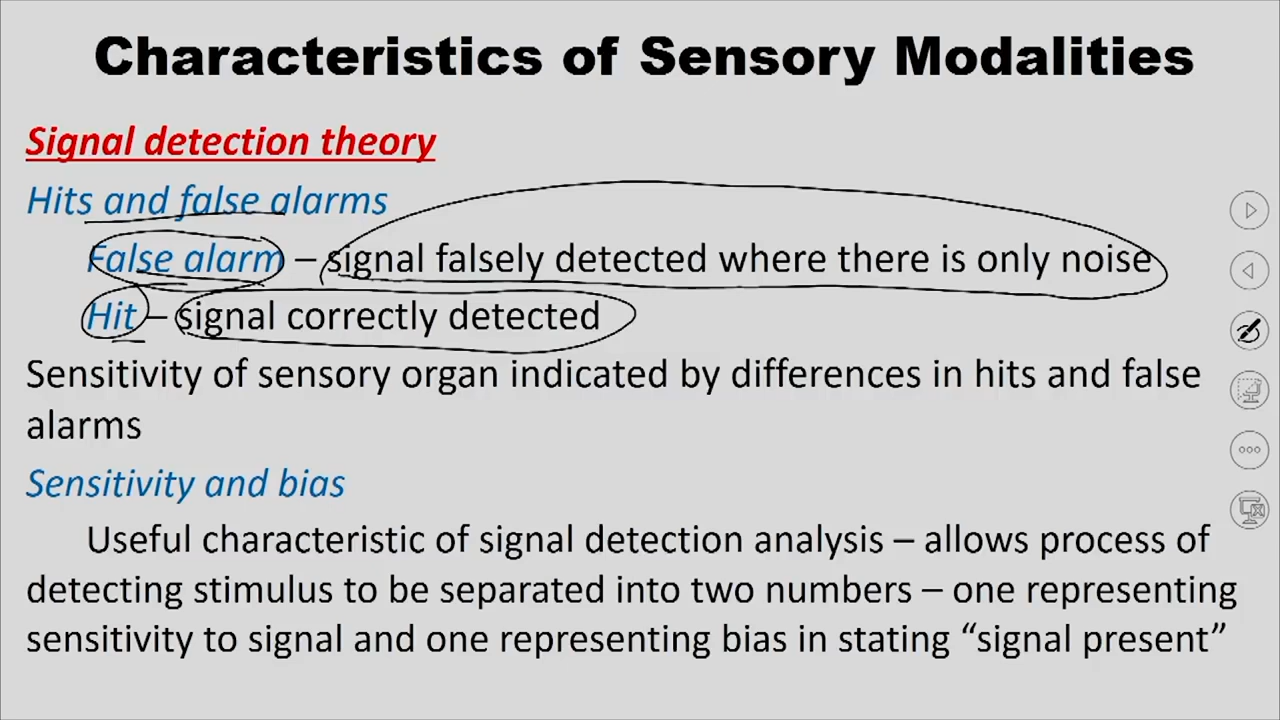 Characteristics of Sensory Modalities
Signal detection theory
Hits and false alarms
False alarm – signal falsely detected where there is only noise
Hit – signal correctly detected
Sensitivity of sensory organ indicated by differences in hits and false
alarms
Sensitivity and bias
Useful characteristic of signal detection analysis – allows process of
detecting stimulus to be separated into two numbers – one representing
sensitivity to signal and one representing bias in stating “signal present”